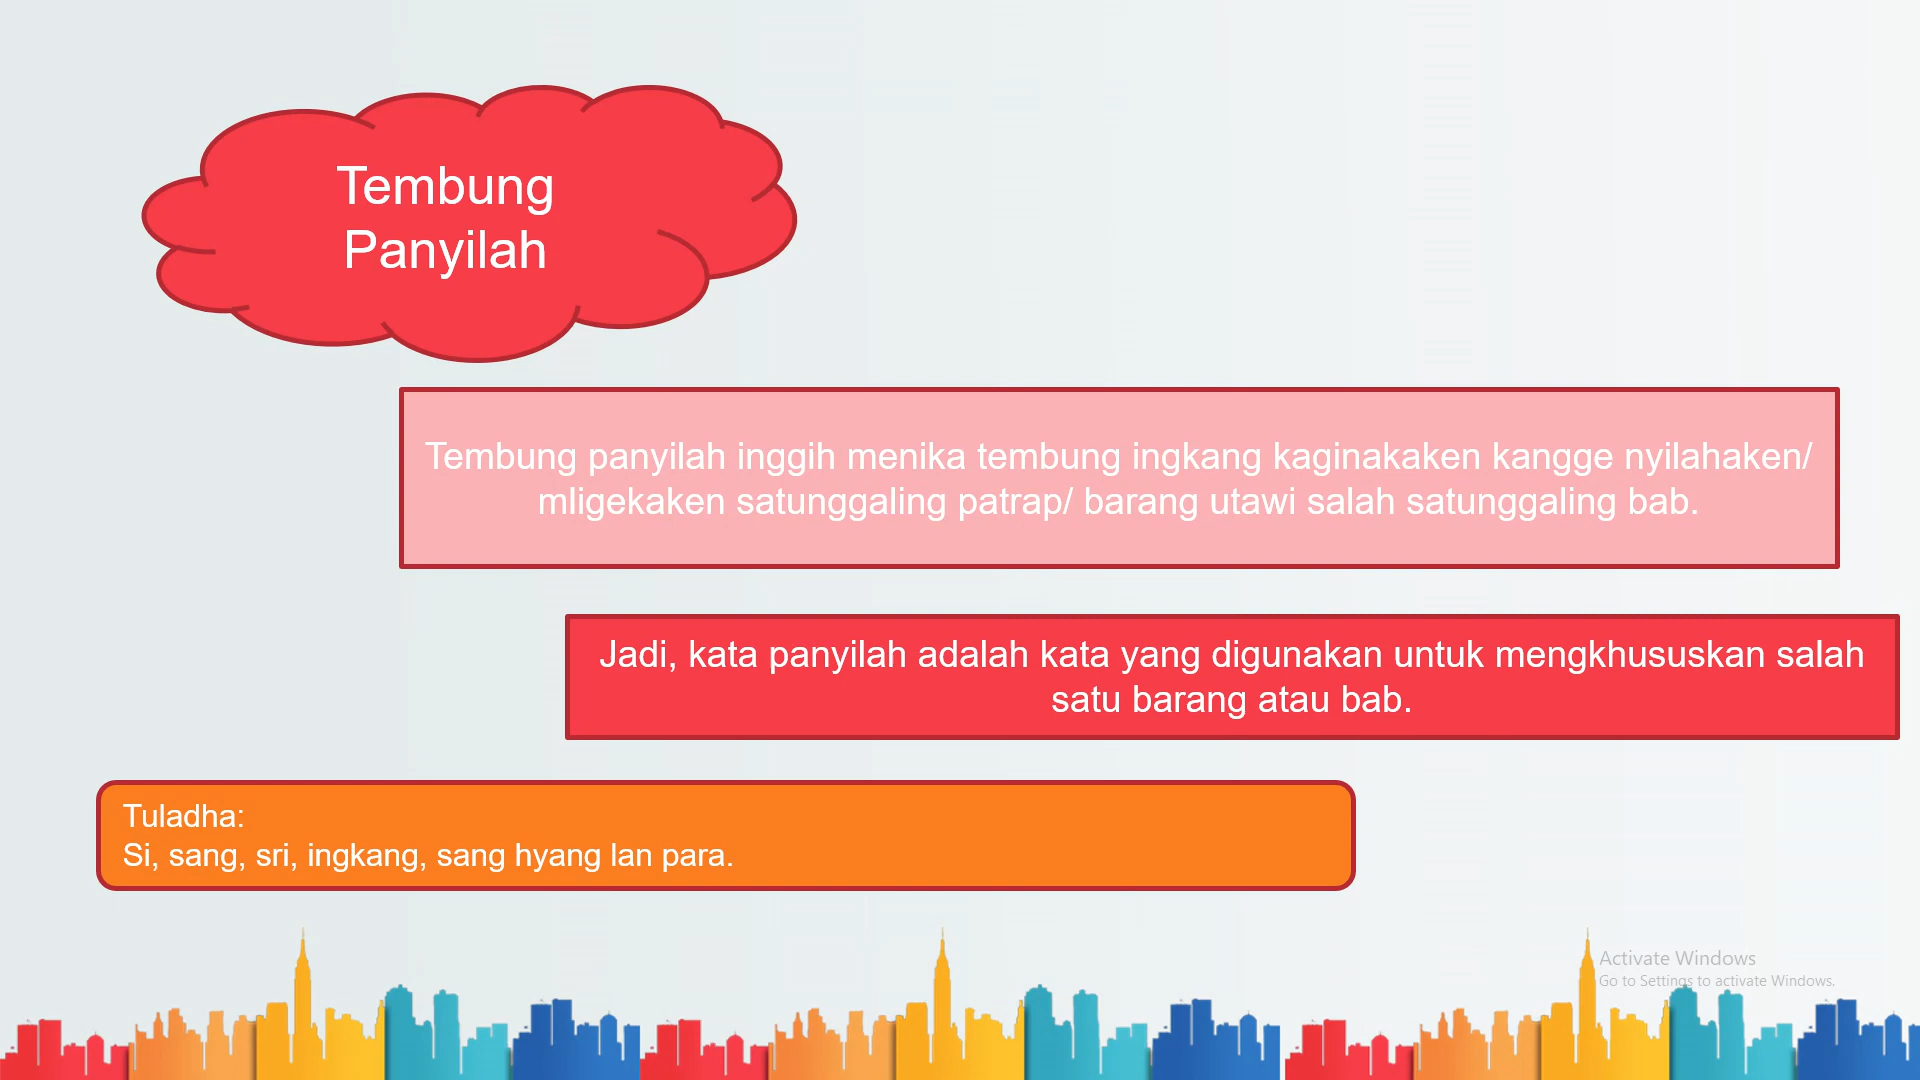 Tembung
Panyilah
Tembung panyilah inggih menika tembung ingkang kaginakaken kangge nyilahaken/
mligekaken satunggaling patrap/ barang utawi salah satunggaling bab.
Jadi, kata panyilah adalah kata yang digunakan untuk mengkhususkan salah
satu barang atau bab.
Tuladha:
Si, sang, sri, ingkang, sang hyang lan para.
Activate Windows
Go to Settings to activate Windows.